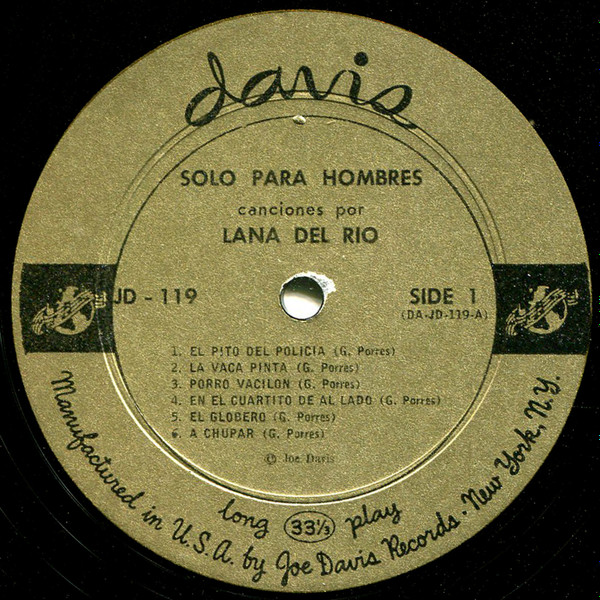 davis
SOLO PARA HOMBRES
canciones por
LANA DEL RIO
JD - 119
SIDE 1
(DA-JD-119-A)
1. EL PITO DEL POLICIA (G. Porres)
2. LA VACA PINTA (G. Porres)
3. PORRO VACILON (G. Porres)
4. EN EL CUARTITO DE AL LADO (G. Porres)
5. EL GLOBERO (G. Porres)
6. A CHUPAR (G. Porres)
© Joe Davis
long 33⅓ play
Manufactured in U.S.A. by Joe Davis Records. New York, N.Y.